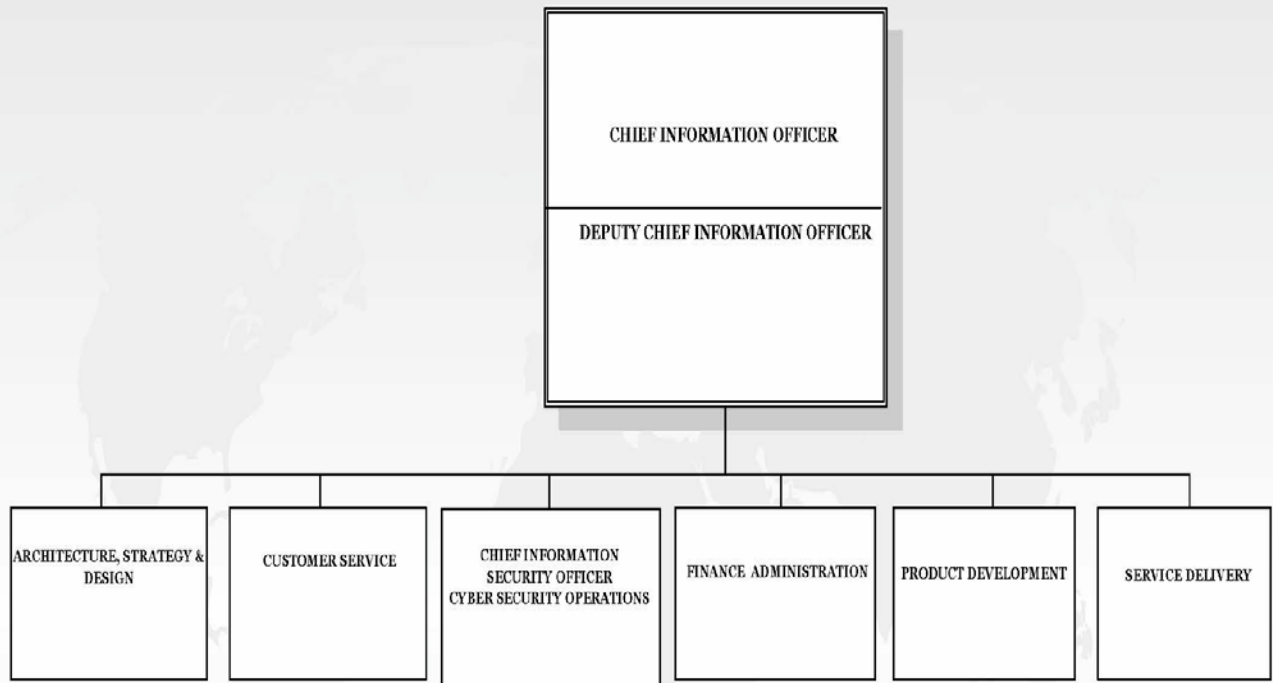 CHIEF INFORMATION OFFICER
DEPUTY CHIEF INFORMATION OFFICER
ARCHITECTURE, STRATEGY &
DESIGN
CUSTOMER SERVICE
CHIEF INFORMATION
SECURITY OFFICER
CYBER SECURITY OPERATIONS
FINANCE ADMINISTRATION
PRODUCT DEVELOPMENT
SERVICE DELIVERY